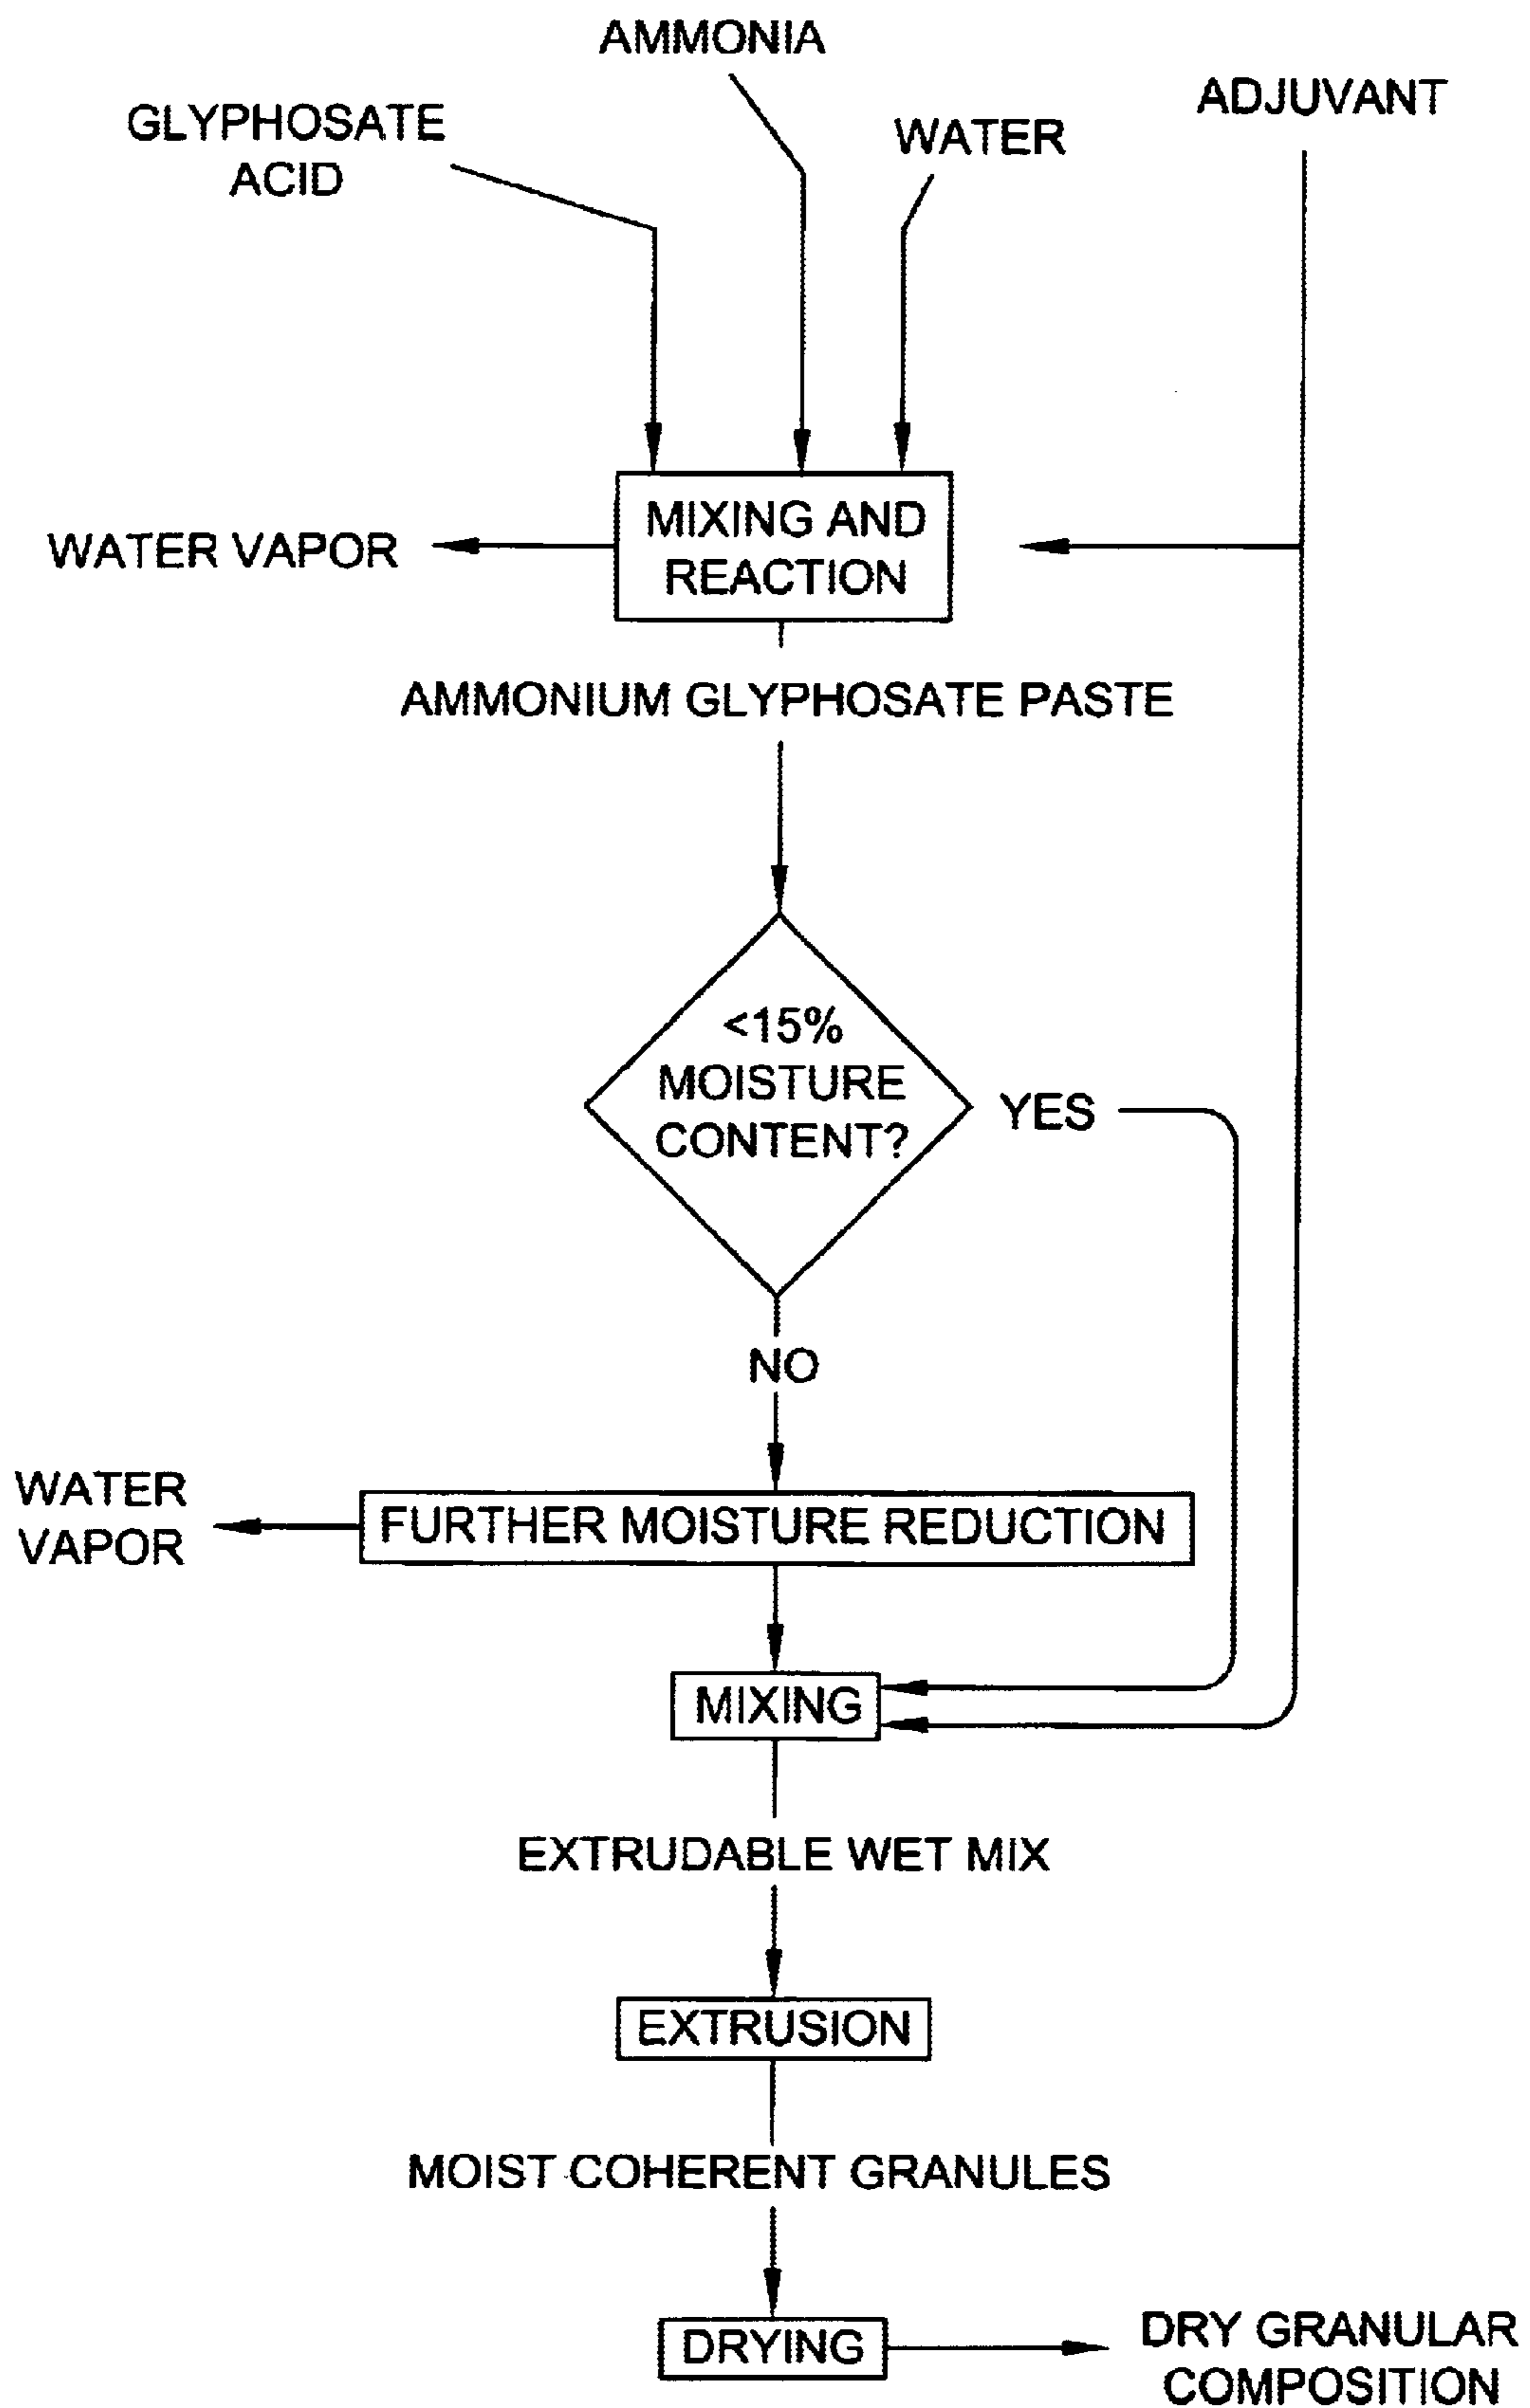 AMMONIA
GLYPHOSATE
ACID
WATER
ADJUVANT
MIXING AND
REACTION
WATER VAPOR
AMMONIUM GLYPHOSATE PASTE
<15%
MOISTURE
CONTENT?
YES
NO
WATER
VAPOR
FURTHER MOISTURE REDUCTION
MIXING
EXTRUDABLE WET MIX
EXTRUSION
MOIST COHERENT GRANULES
DRYING
DRY GRANULAR
COMPOSITION